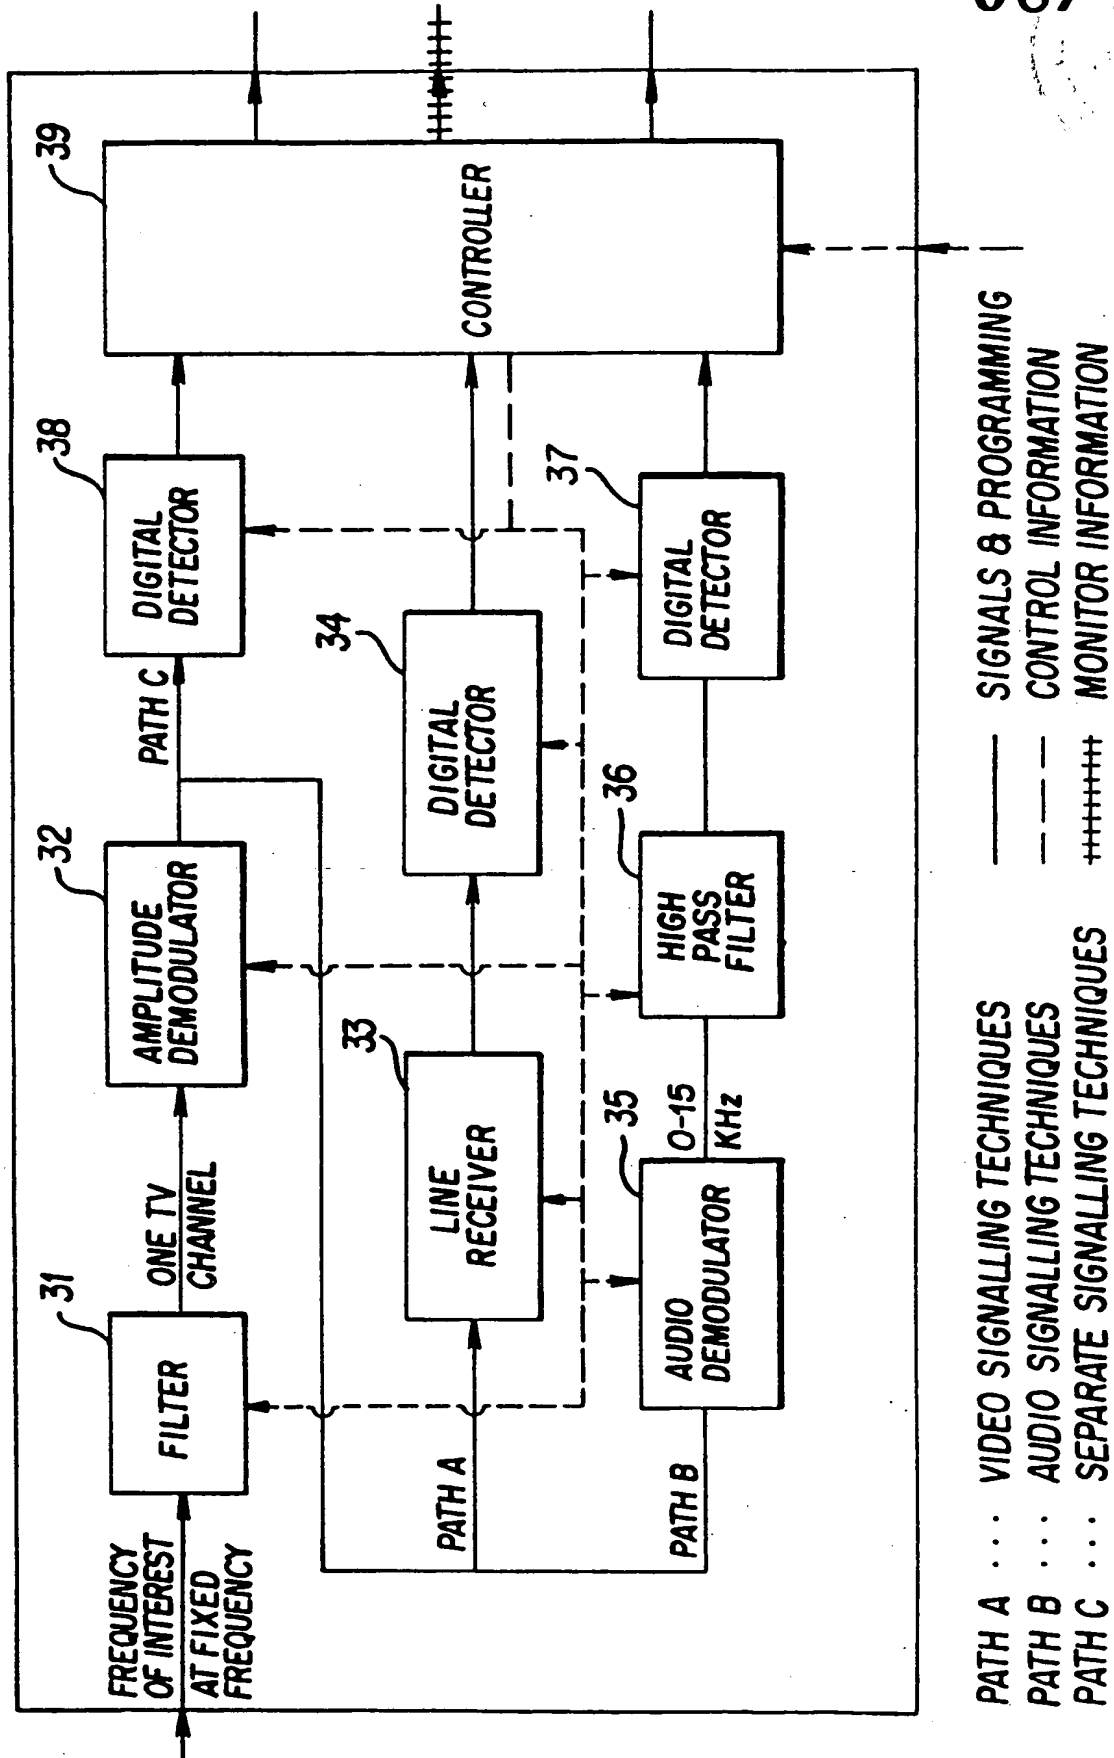 FREQUENCY
OF INTEREST
AT FIXED
FREQUENCY
31
FILTER
ONE TV
CHANNEL
32
AMPLITUDE
DEMODULATOR
PATH C
38
DIGITAL
DETECTOR
39
CONTROLLER
PATH A
33
LINE
RECEIVER
34
DIGITAL
DETECTOR
PATH B
35
AUDIO
DEMODULATOR
0-15
KHz
36
HIGH
PASS
FILTER
37
DIGITAL
DETECTOR
PATH A ... VIDEO SIGNALLING TECHNIQUES
PATH B ... AUDIO SIGNALLING TECHNIQUES
PATH C ... SEPARATE SIGNALLING TECHNIQUES
SIGNALS & PROGRAMMING
CONTROL INFORMATION
MONITOR INFORMATION